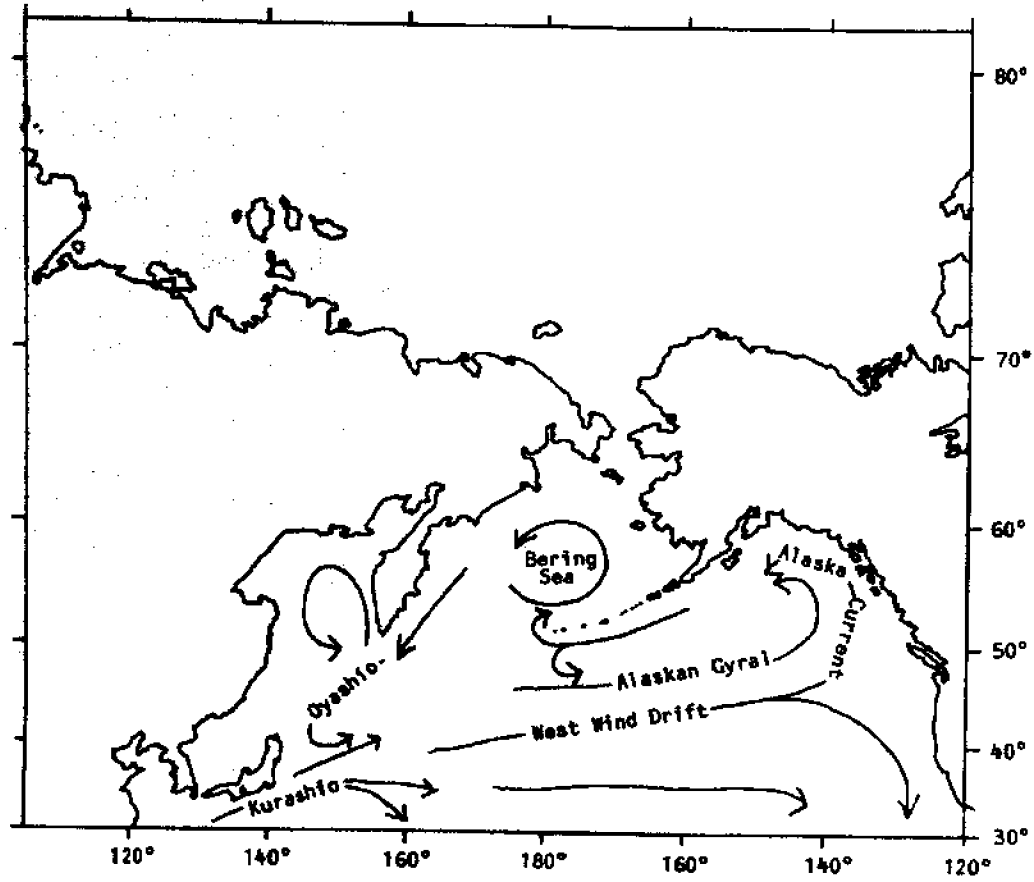 80°
70°
60°
Bering
Sea
Alaska
Current
50°
Oyashio
Alaskan Gyral
West Wind Drift
40°
Kurashio
30°
120°
140°
160°
180°
160°
140°
120°